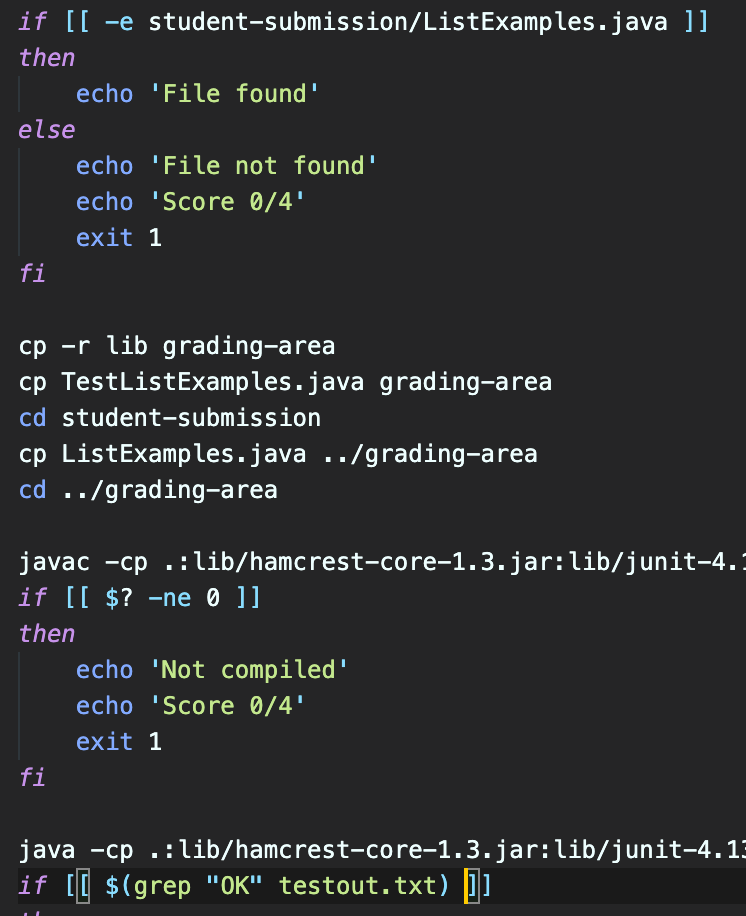 if [[ -e student-submission/ListExamples.java ]]
then
    echo 'File found'
else
    echo 'File not found'
    echo 'Score 0/4'
    exit 1
fi

cp -r lib grading-area
cp TestListExamples.java grading-area
cd student-submission
cp ListExamples.java ../grading-area
cd ../grading-area

javac -cp .:lib/hamcrest-core-1.3.jar:lib/junit-4.1
if [[ $? -ne 0 ]]
then
    echo 'Not compiled'
    echo 'Score 0/4'
    exit 1
fi

java -cp .:lib/hamcrest-core-1.3.jar:lib/junit-4.13
if [[ $(grep "OK" testout.txt) ]]